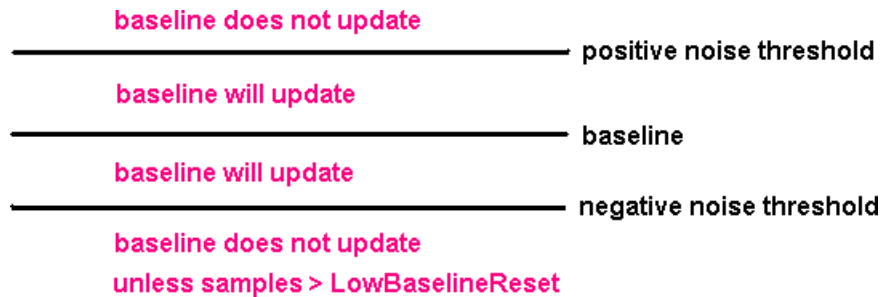 baseline does not update
positive noise threshold
baseline will update
baseline
baseline will update
negative noise threshold
baseline does not update
unless samples > LowBaselineReset